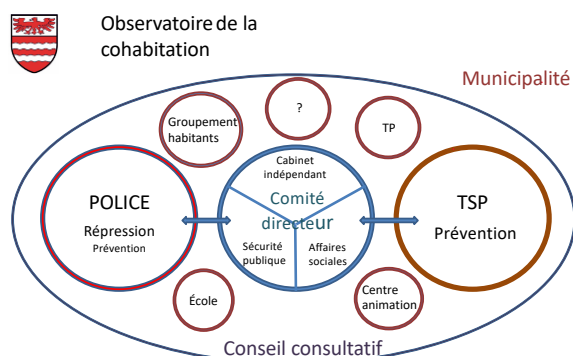 Observatoire de la
cohabitation
Municipalité
Groupement
habitants
?
TP
Cabinet
indépendant
POLICE
Répression
Prévention
Comité
directeur
Sécurité
publique
Affaires
sociales
TSP
Prévention
École
Centre
animation
Conseil consultatif